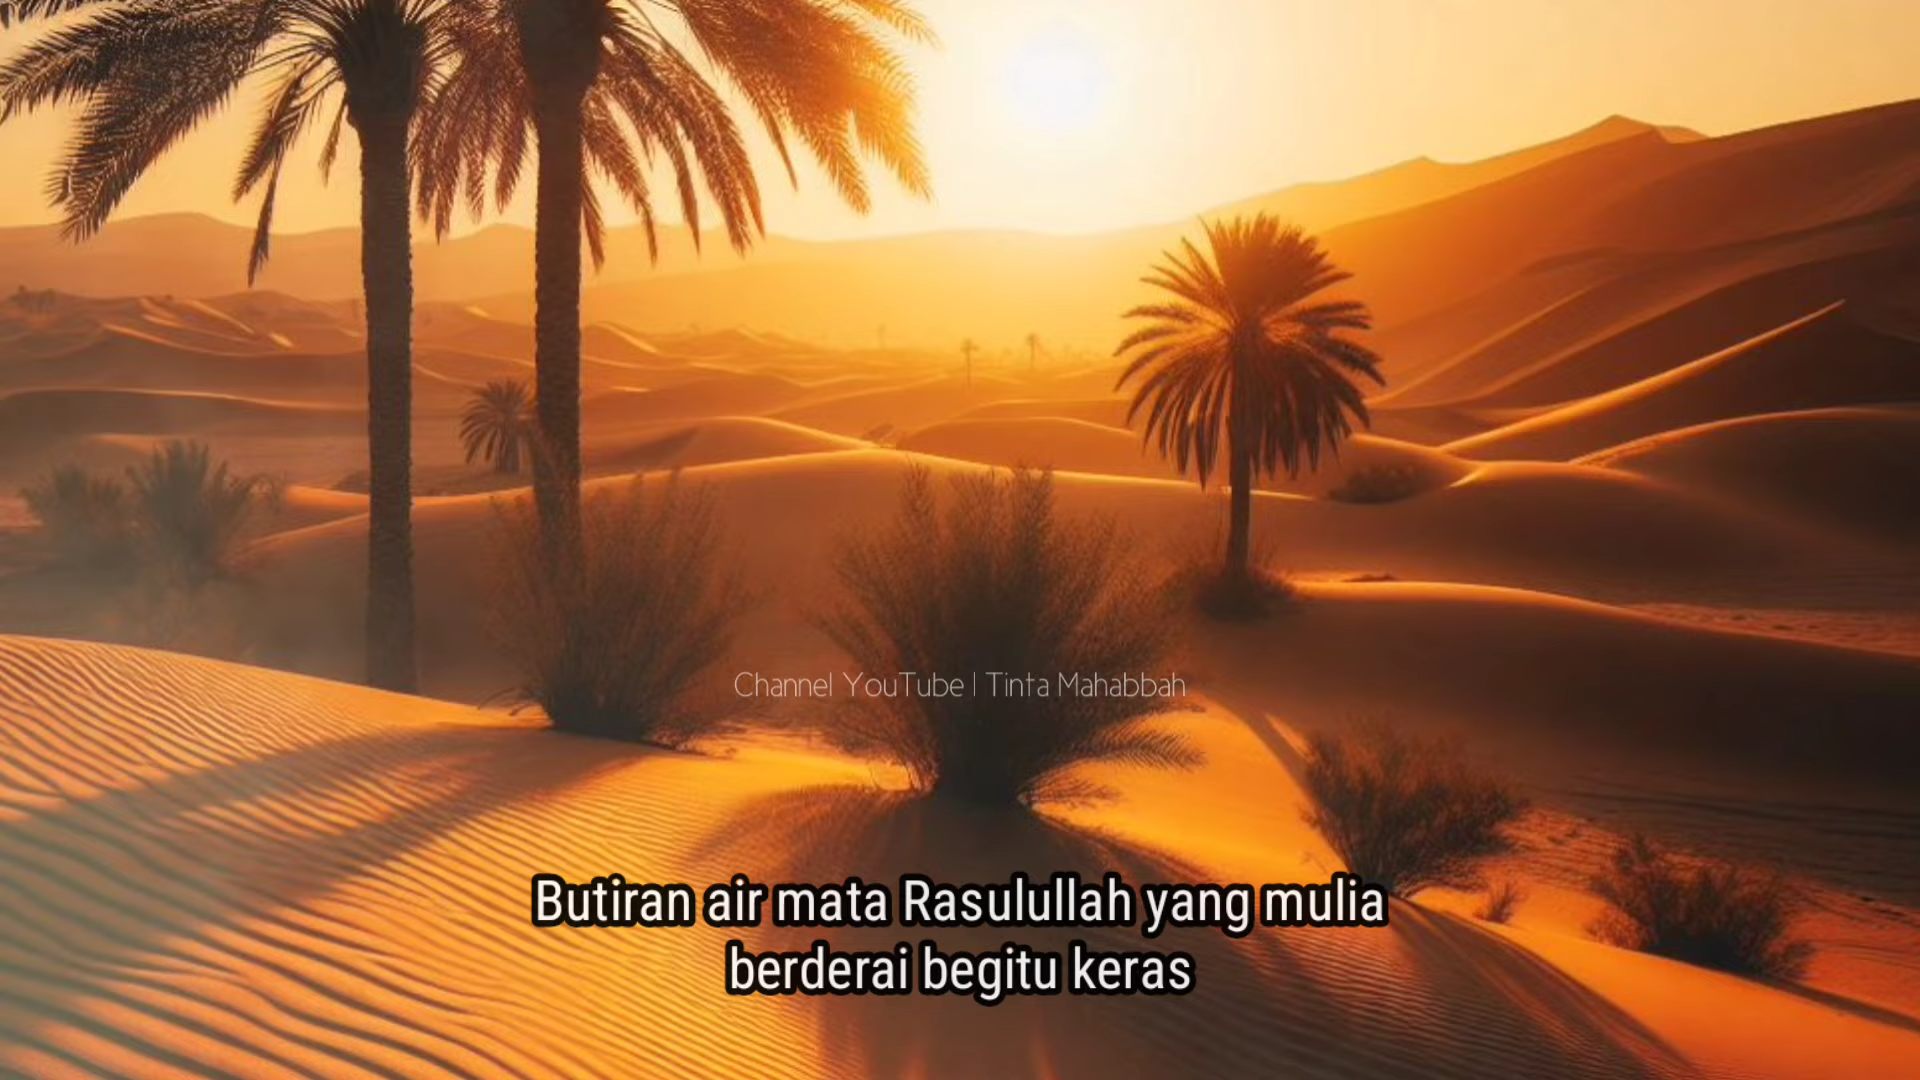 Channel YouTube | Tinta Mahabbah
Butiran air mata Rasulullah yang mulia
berderai begitu keras